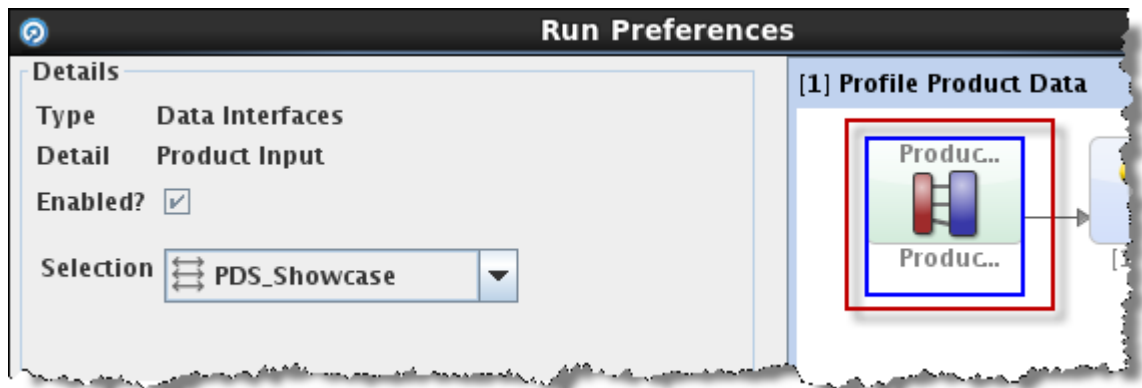 Run Preferences
Details
Type Data Interfaces
Detail Product Input
Enabled?
Selection PDS_Showcase
[1] Profile Product Data
Produc...
Produc...